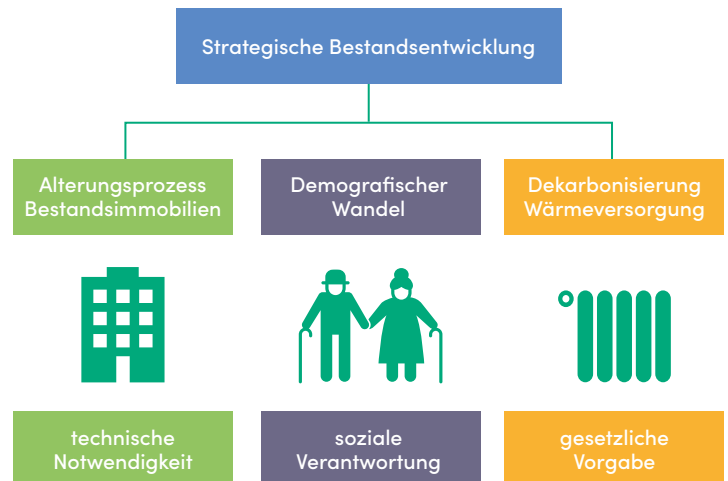 Strategische Bestandsentwicklung
Alterungsprozess
Bestandsimmobilien
Demografischer
Wandel
Dekarbonisierung
Wärmeversorgung
technische
Notwendigkeit
soziale
Verantwortung
gesetzliche
Vorgabe